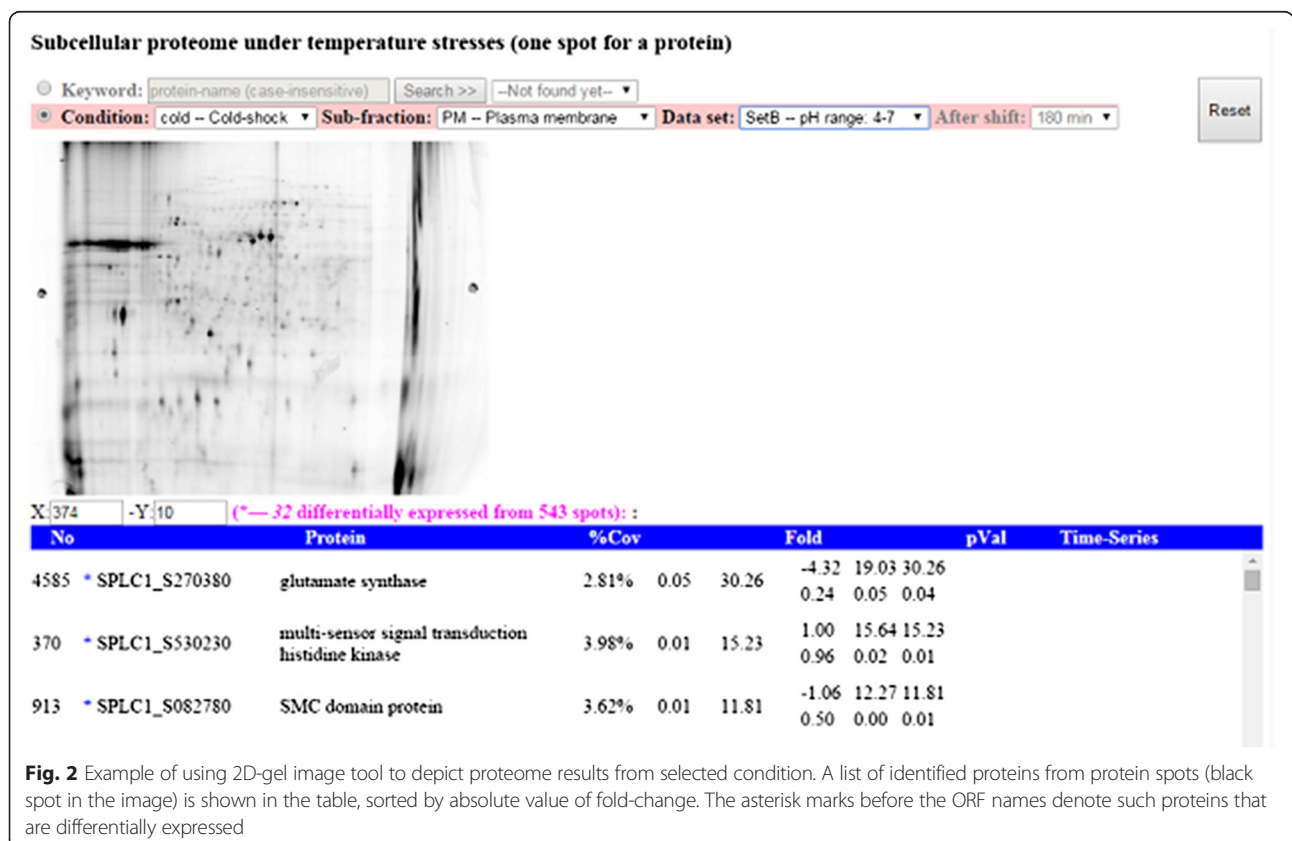 Subcellular proteome under temperature stresses (one spot for a protein)
Keyword: protein-name (case-insensitive) Search >> --Not found yet-- ▼
Condition: cold -- Cold-shock ▼ Sub-fraction: PM -- Plasma membrane ▼ Data set: SetB -- pH range: 4-7 ▼ After shift: 180 min ▼
Reset
X: 374 -Y: 10 (*— 32 differentially expressed from 543 spots): :
No Protein %Cov Fold pVal Time-Series
4585 * SPLC1_S270380 glutamate synthase 2.81% 0.05 30.26 -4.32 19.03 30.26
0.24 0.05 0.04
370 * SPLC1_S530230 multi-sensor signal transduction 3.98% 0.01 15.23 1.00 15.64 15.23
histidine kinase 0.96 0.02 0.01
913 * SPLC1_S082780 SMC domain protein 3.62% 0.01 11.81 -1.06 12.27 11.81
0.50 0.00 0.01
Fig. 2 Example of using 2D-gel image tool to depict proteome results from selected condition. A list of identified proteins from protein spots (black
spot in the image) is shown in the table, sorted by absolute value of fold-change. The asterisk marks before the ORF names denote such proteins that
are differentially expressed